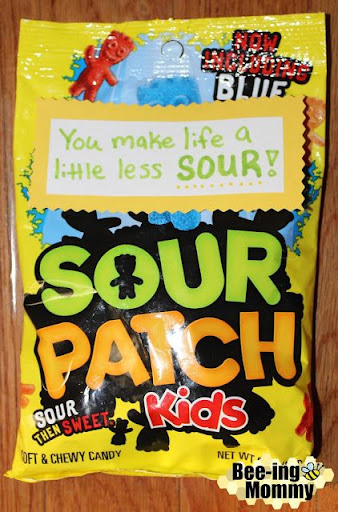 NOW
INCLUDING
BLUE
You make life a
little less SOUR!
SOUR
PATCH
Kids
SOUR
THEN SWEET.
SOFT & CHEWY CANDY
NET WT
Bee-ing
Mommy